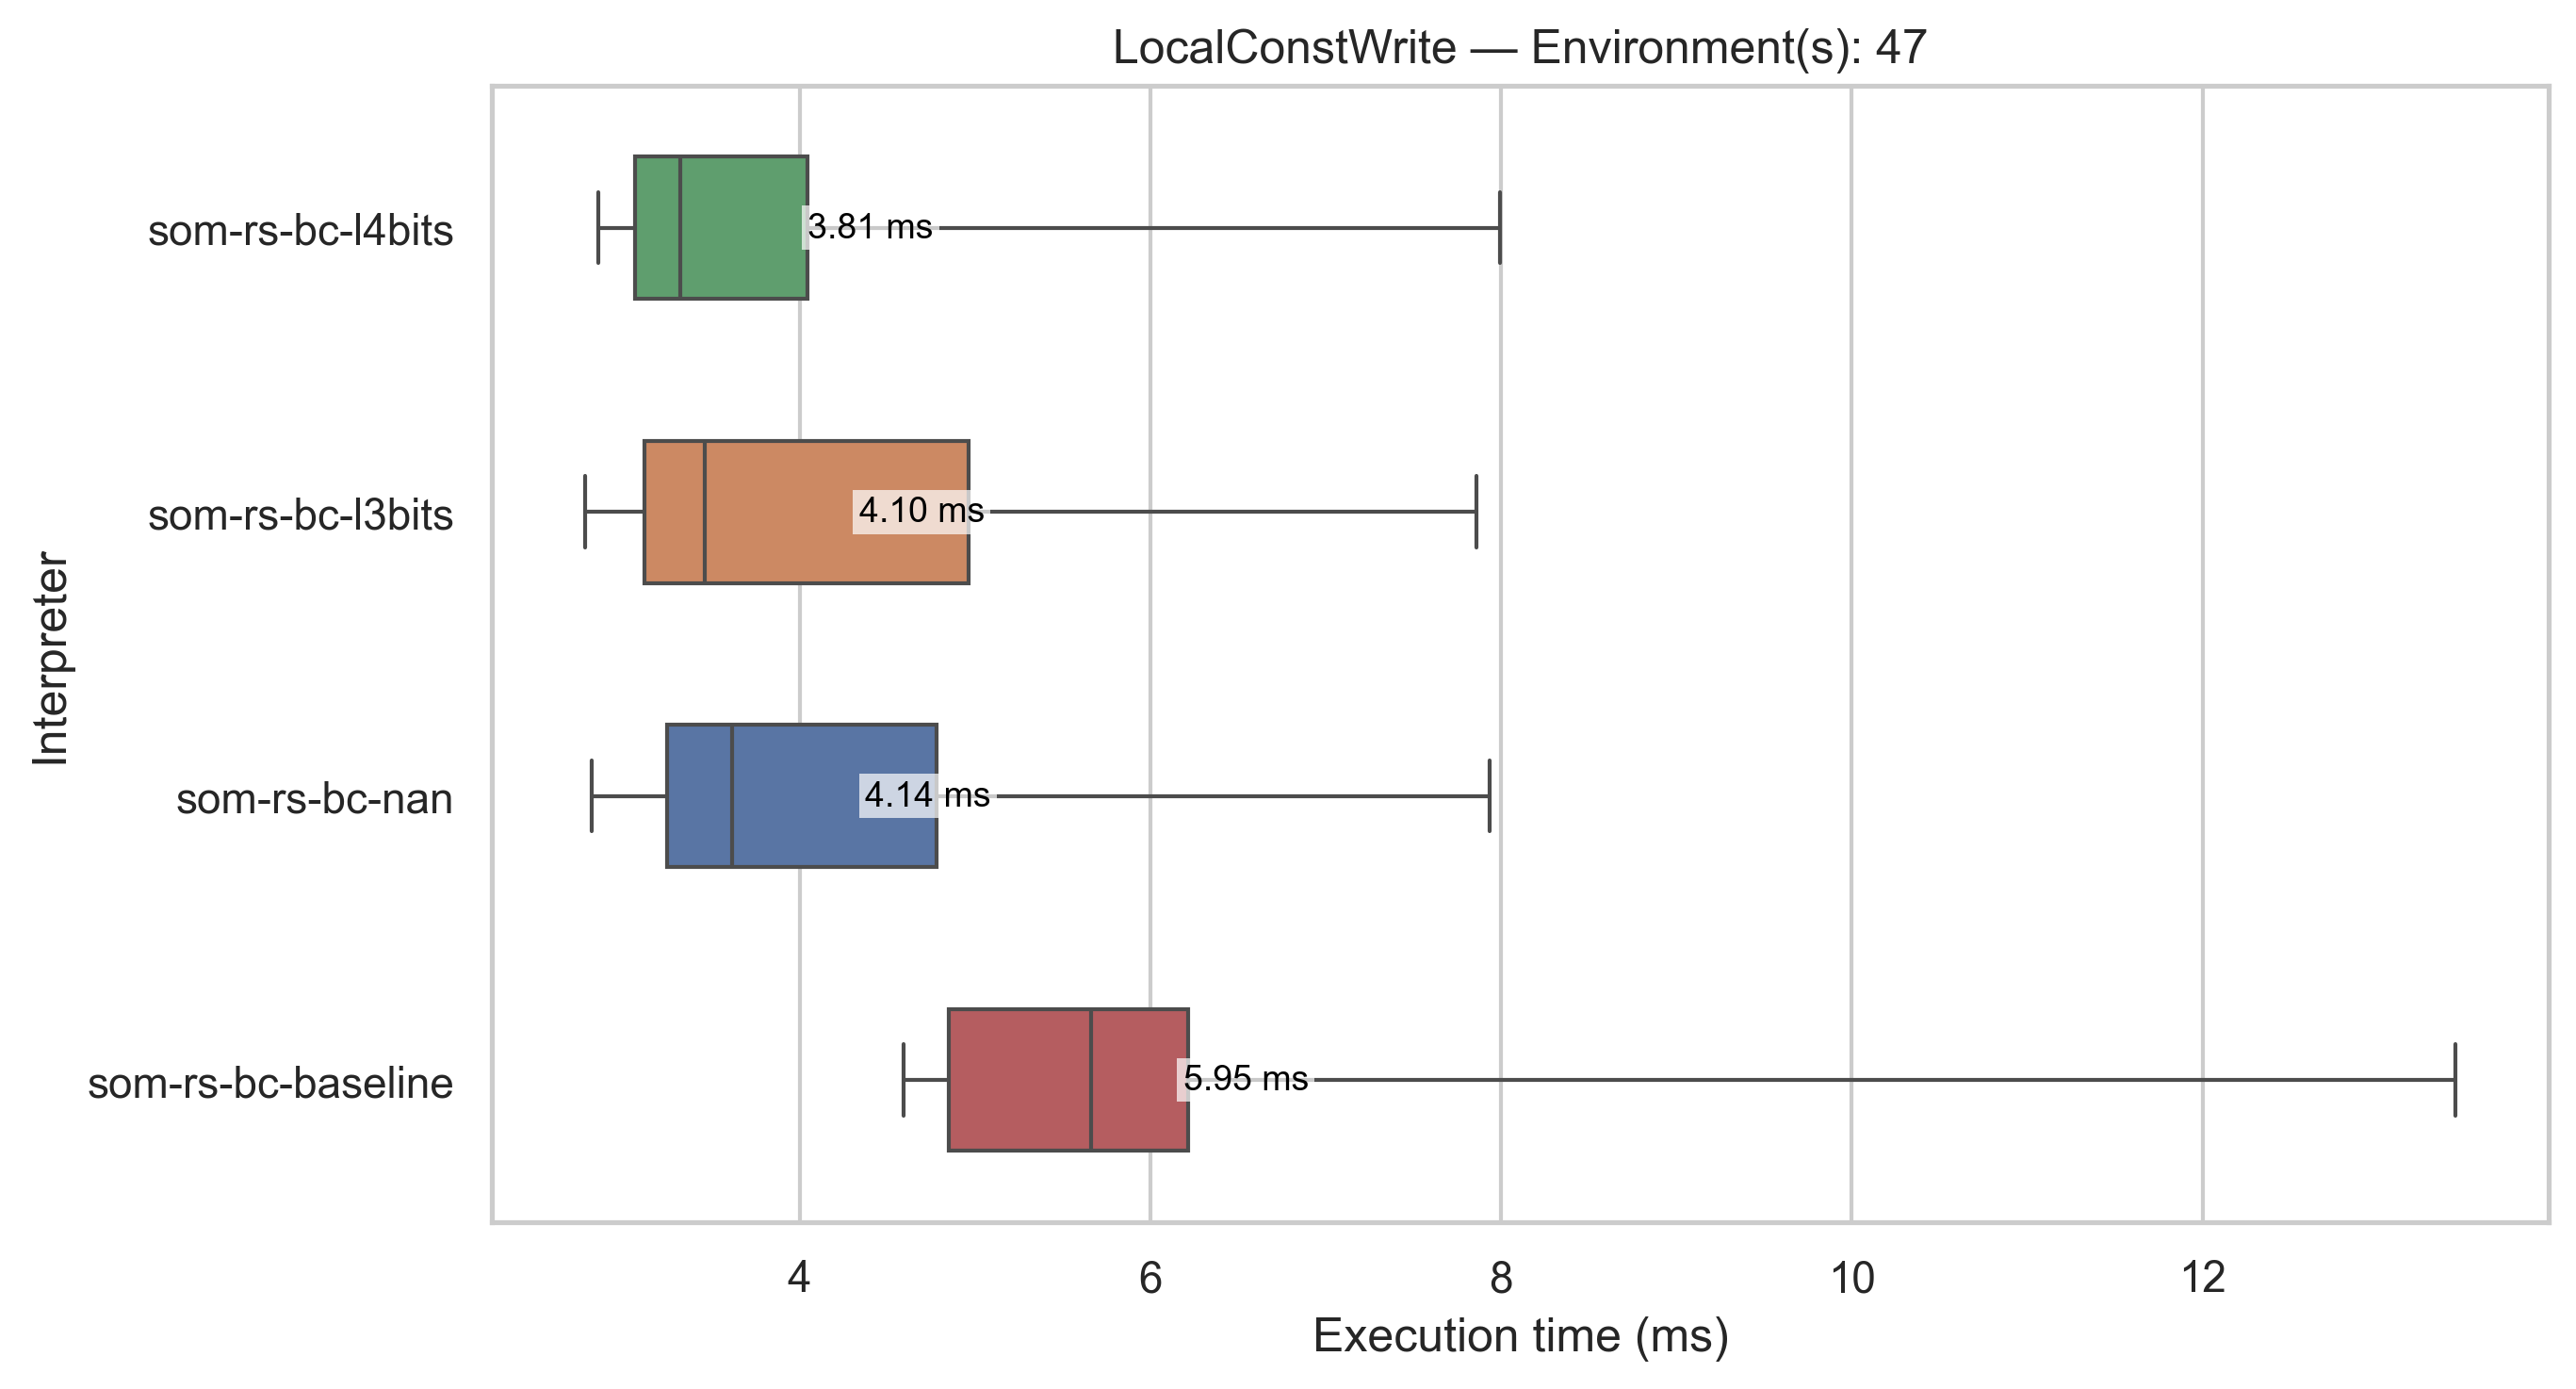 LocalConstWrite — Environment(s): 47
Interpreter
som-rs-bc-l4bits
3.81 ms
som-rs-bc-l3bits
4.10 ms
som-rs-bc-nan
4.14 ms
som-rs-bc-baseline
5.95 ms
4 6 8 10 12
Execution time (ms)